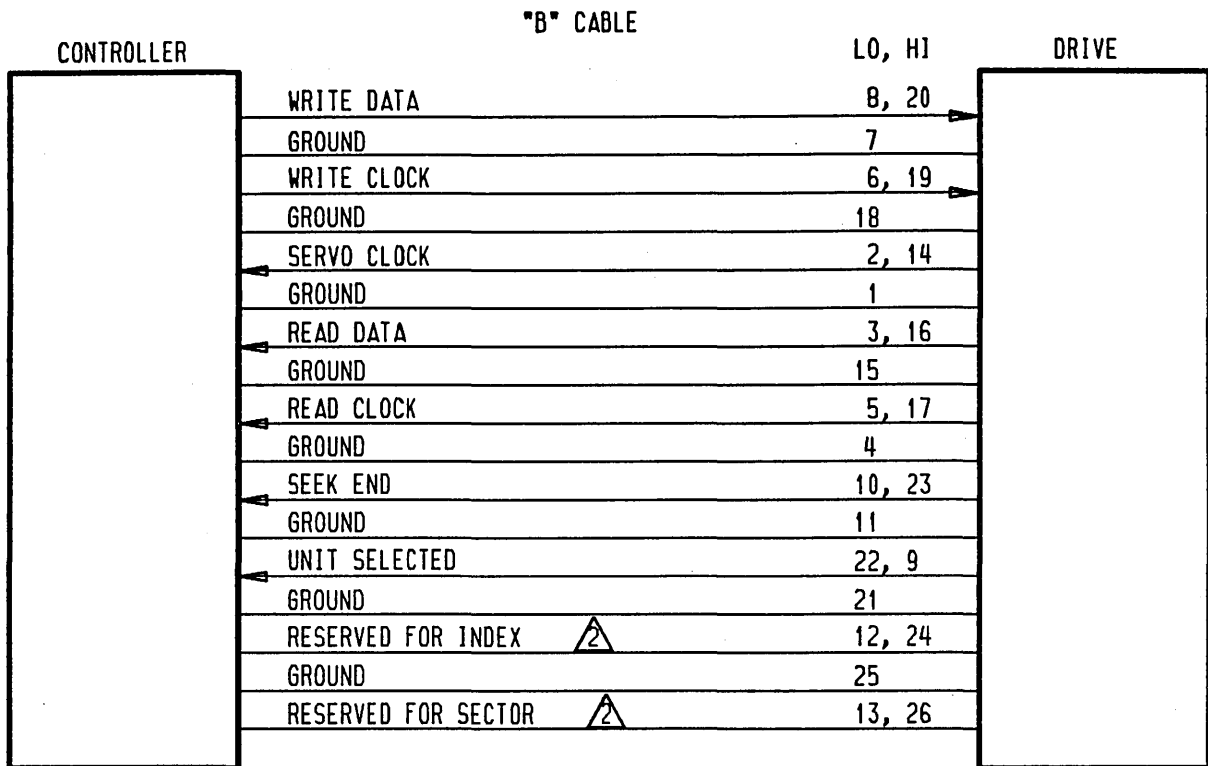 "B" CABLE
CONTROLLER LO, HI DRIVE
WRITE DATA 8, 20
GROUND 7
WRITE CLOCK 6, 19
GROUND 18
SERVO CLOCK 2, 14
GROUND 1
READ DATA 3, 16
GROUND 15
READ CLOCK 5, 17
GROUND 4
SEEK END 10, 23
GROUND 11
UNIT SELECTED 22, 9
GROUND 21
RESERVED FOR INDEX 2 12, 24
GROUND 25
RESERVED FOR SECTOR 2 13, 26